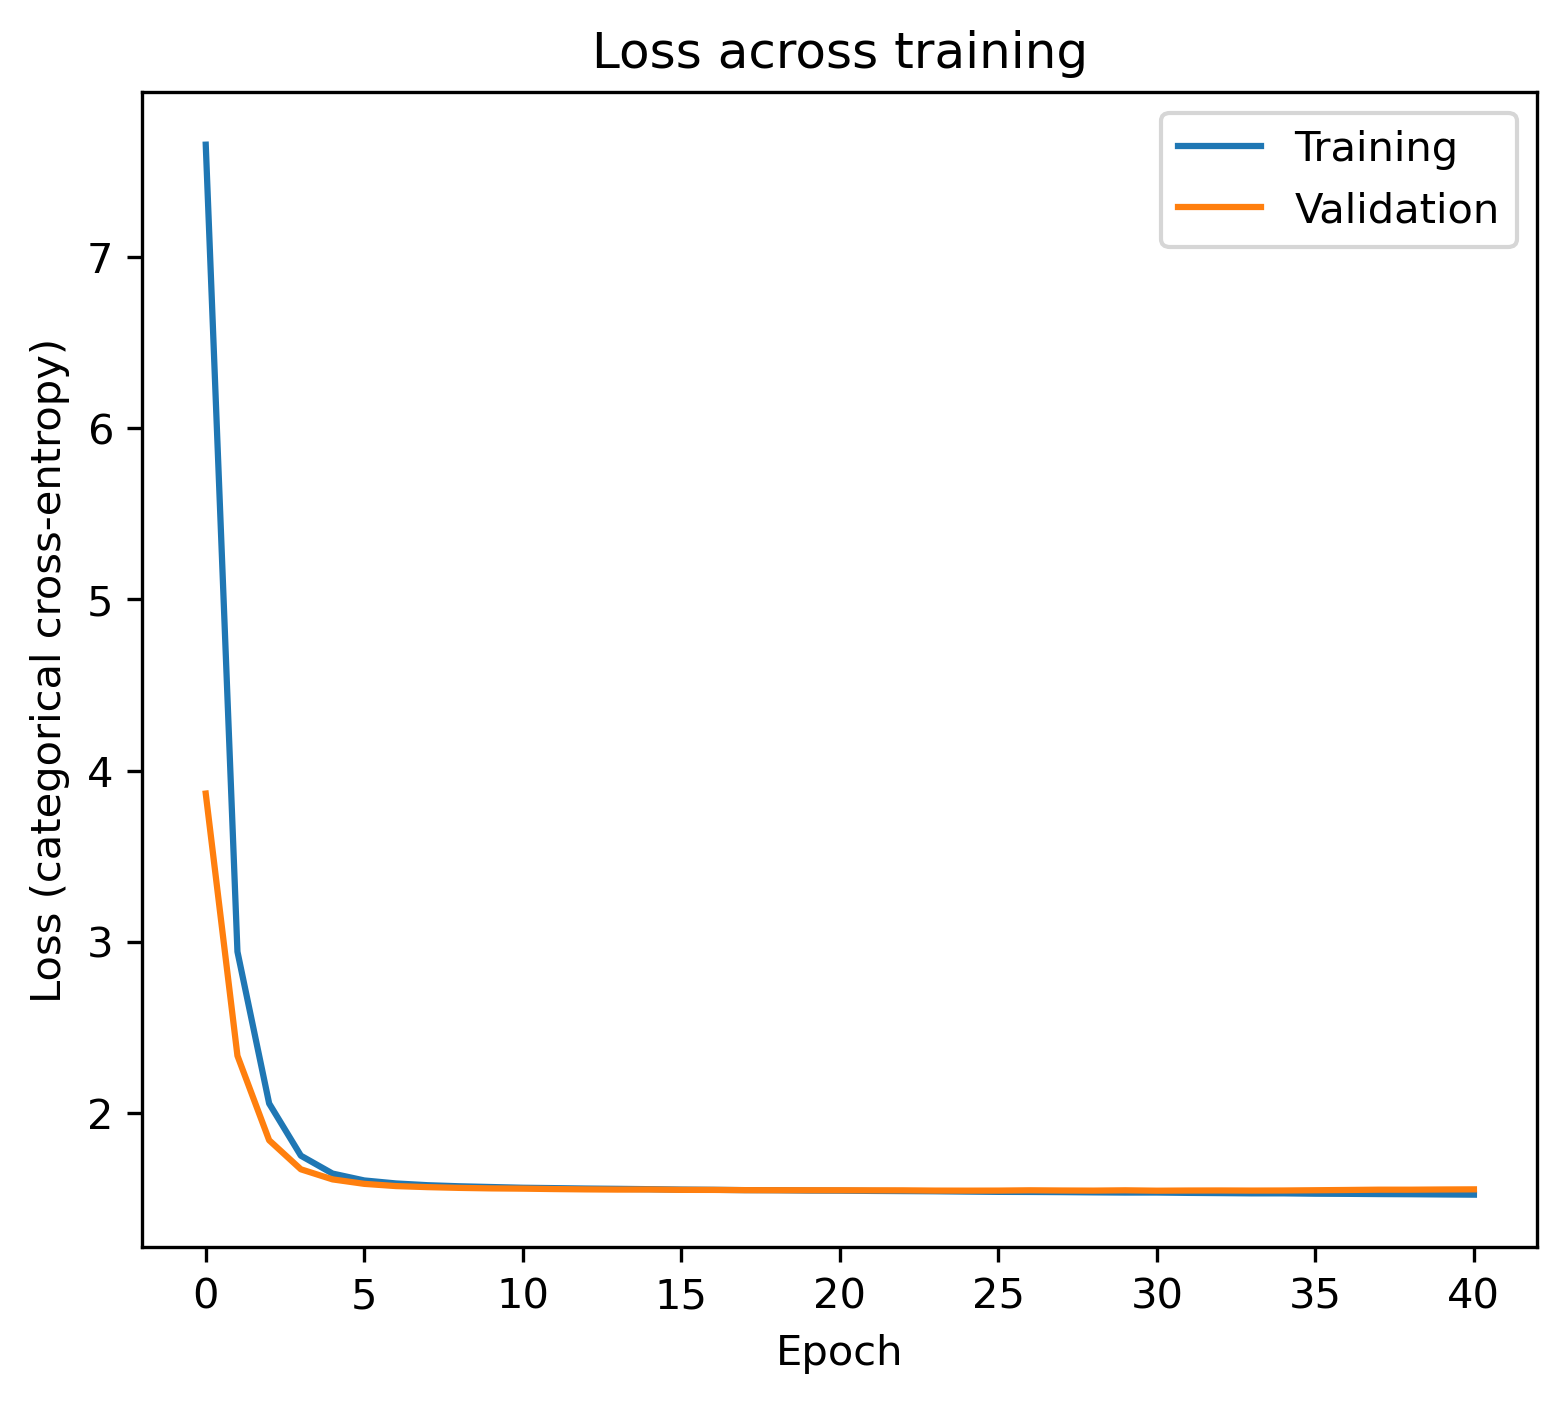 Loss across training
Training
Validation
Loss (categorical cross-entropy)
7
6
5
4
3
2
0 5 10 15 20 25 30 35 40
Epoch